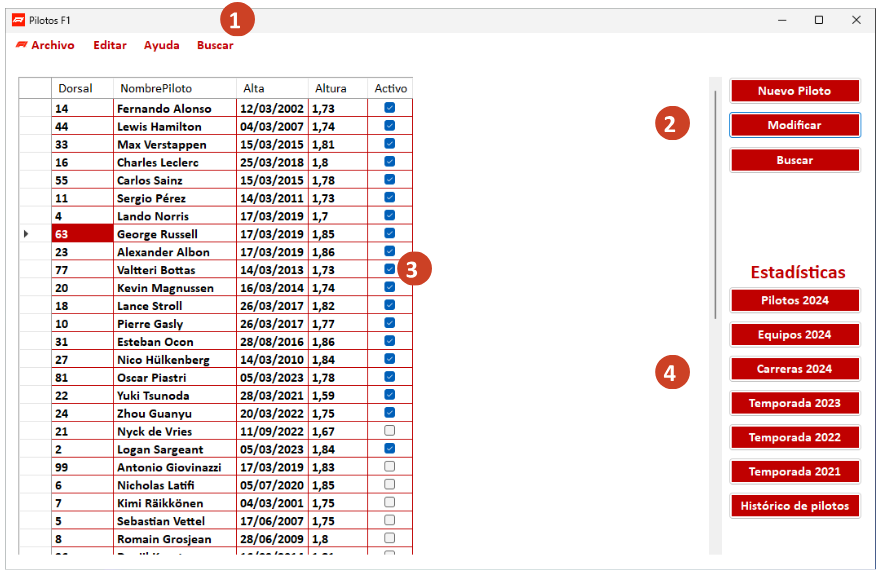 Pilotos F1
1
Archivo Editar Ayuda Buscar
Dorsal NombrePiloto Alta Altura Activo
14 Fernando Alonso 12/03/2002 1,73
44 Lewis Hamilton 04/03/2007 1,74
33 Max Verstappen 15/03/2015 1,81
16 Charles Leclerc 25/03/2018 1,8
55 Carlos Sainz 15/03/2015 1,78
11 Sergio Pérez 14/03/2011 1,73
4 Lando Norris 17/03/2019 1,7
63 George Russell 17/03/2019 1,85
23 Alexander Albon 17/03/2019 1,86
77 Valtteri Bottas 14/03/2013 1,73
20 Kevin Magnussen 16/03/2014 1,74
18 Lance Stroll 26/03/2017 1,82
10 Pierre Gasly 26/03/2017 1,77
31 Esteban Ocon 28/08/2016 1,86
27 Nico Hülkenberg 14/03/2010 1,84
81 Oscar Piastri 05/03/2023 1,78
22 Yuki Tsunoda 28/03/2021 1,59
24 Zhou Guanyu 20/03/2022 1,75
21 Nyck de Vries 11/09/2022 1,67
2 Logan Sargeant 05/03/2023 1,84
99 Antonio Giovinazzi 17/03/2019 1,83
6 Nicholas Latifi 05/07/2020 1,85
7 Kimi Räikkönen 04/03/2001 1,75
5 Sebastian Vettel 17/06/2007 1,75
8 Romain Grosjean 28/06/2009 1,8
3
2
Nuevo Piloto
Modificar
Buscar
Estadísticas
4
Pilotos 2024
Equipos 2024
Carreras 2024
Temporada 2023
Temporada 2022
Temporada 2021
Histórico de pilotos